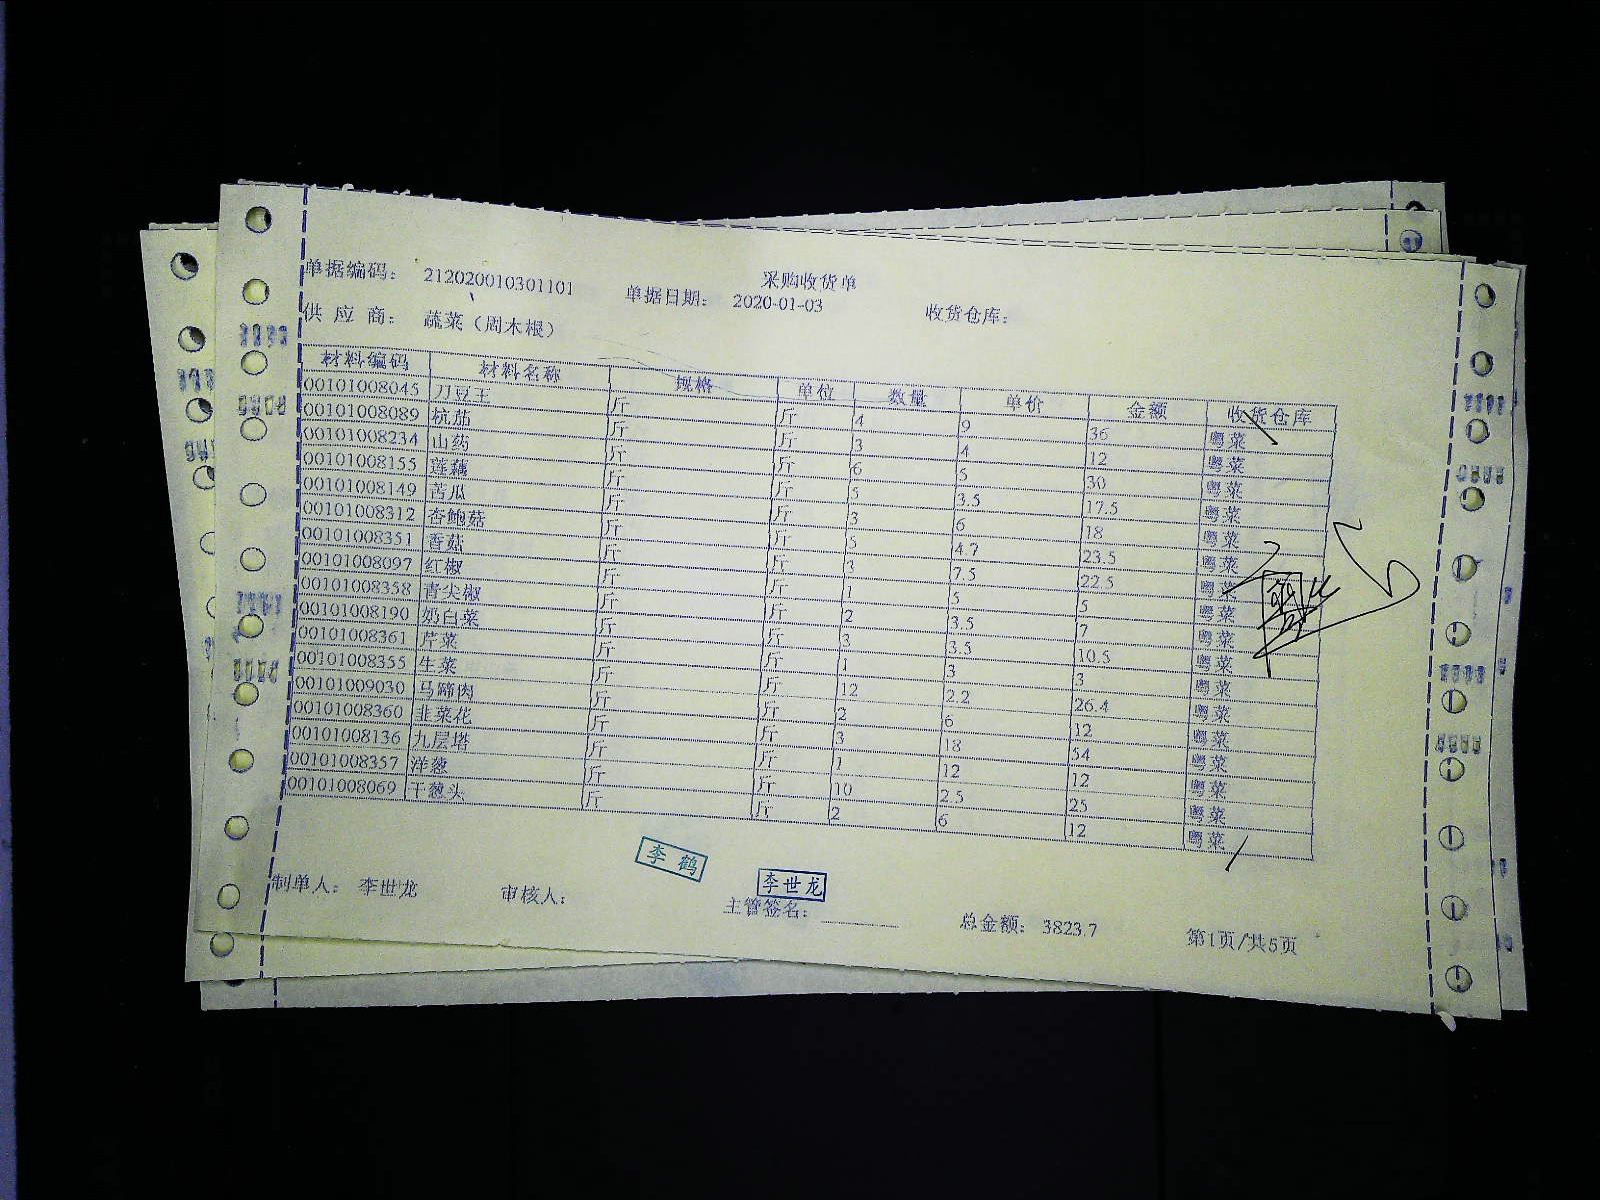 采购收货单
单据编码： 212020010301101 单据日期： 2020-01-03 收货仓库：
供 应 商： 蔬菜（周木根）
材料编码 材料名称 规格 单位 数量 单价 金额 收货仓库
00101008045 刀豆王 斤 斤 4 9 36 粤菜
00101008089 杭茄 斤 斤 3 4 12 粤菜
00101008234 山药 斤 斤 6 5 30 粤菜
00101008155 莲藕 斤 斤 5 3.5 17.5 粤菜
00101008149 苦瓜 斤 斤 3 6 18 粤菜
00101008312 杏鲍菇 斤 斤 5 4.7 23.5 粤菜
00101008351 香菇 斤 斤 3 7.5 22.5 粤菜
00101008097 红椒 斤 斤 1 5 5 粤菜
00101008358 青尖椒 斤 斤 2 3.5 7 粤菜
00101008190 奶白菜 斤 斤 3 3.5 10.5 粤菜
00101008361 芹菜 斤 斤 1 3 3 粤菜
00101008355 生菜 斤 斤 12 2.2 26.4 粤菜
00101009030 马蹄肉 斤 斤 2 6 12 粤菜
00101008360 韭菜花 斤 斤 3 18 54 粤菜
00101008136 九层塔 斤 斤 1 12 12 粤菜
00101008357 洋葱 斤 斤 10 2.5 25 粤菜
00101008069 干葱头 斤 斤 2 6 12 粤菜
李鹤
李世龙
制单人： 李世龙 审核人： 主管签名： 总金额： 3823.7 第1页/共5页